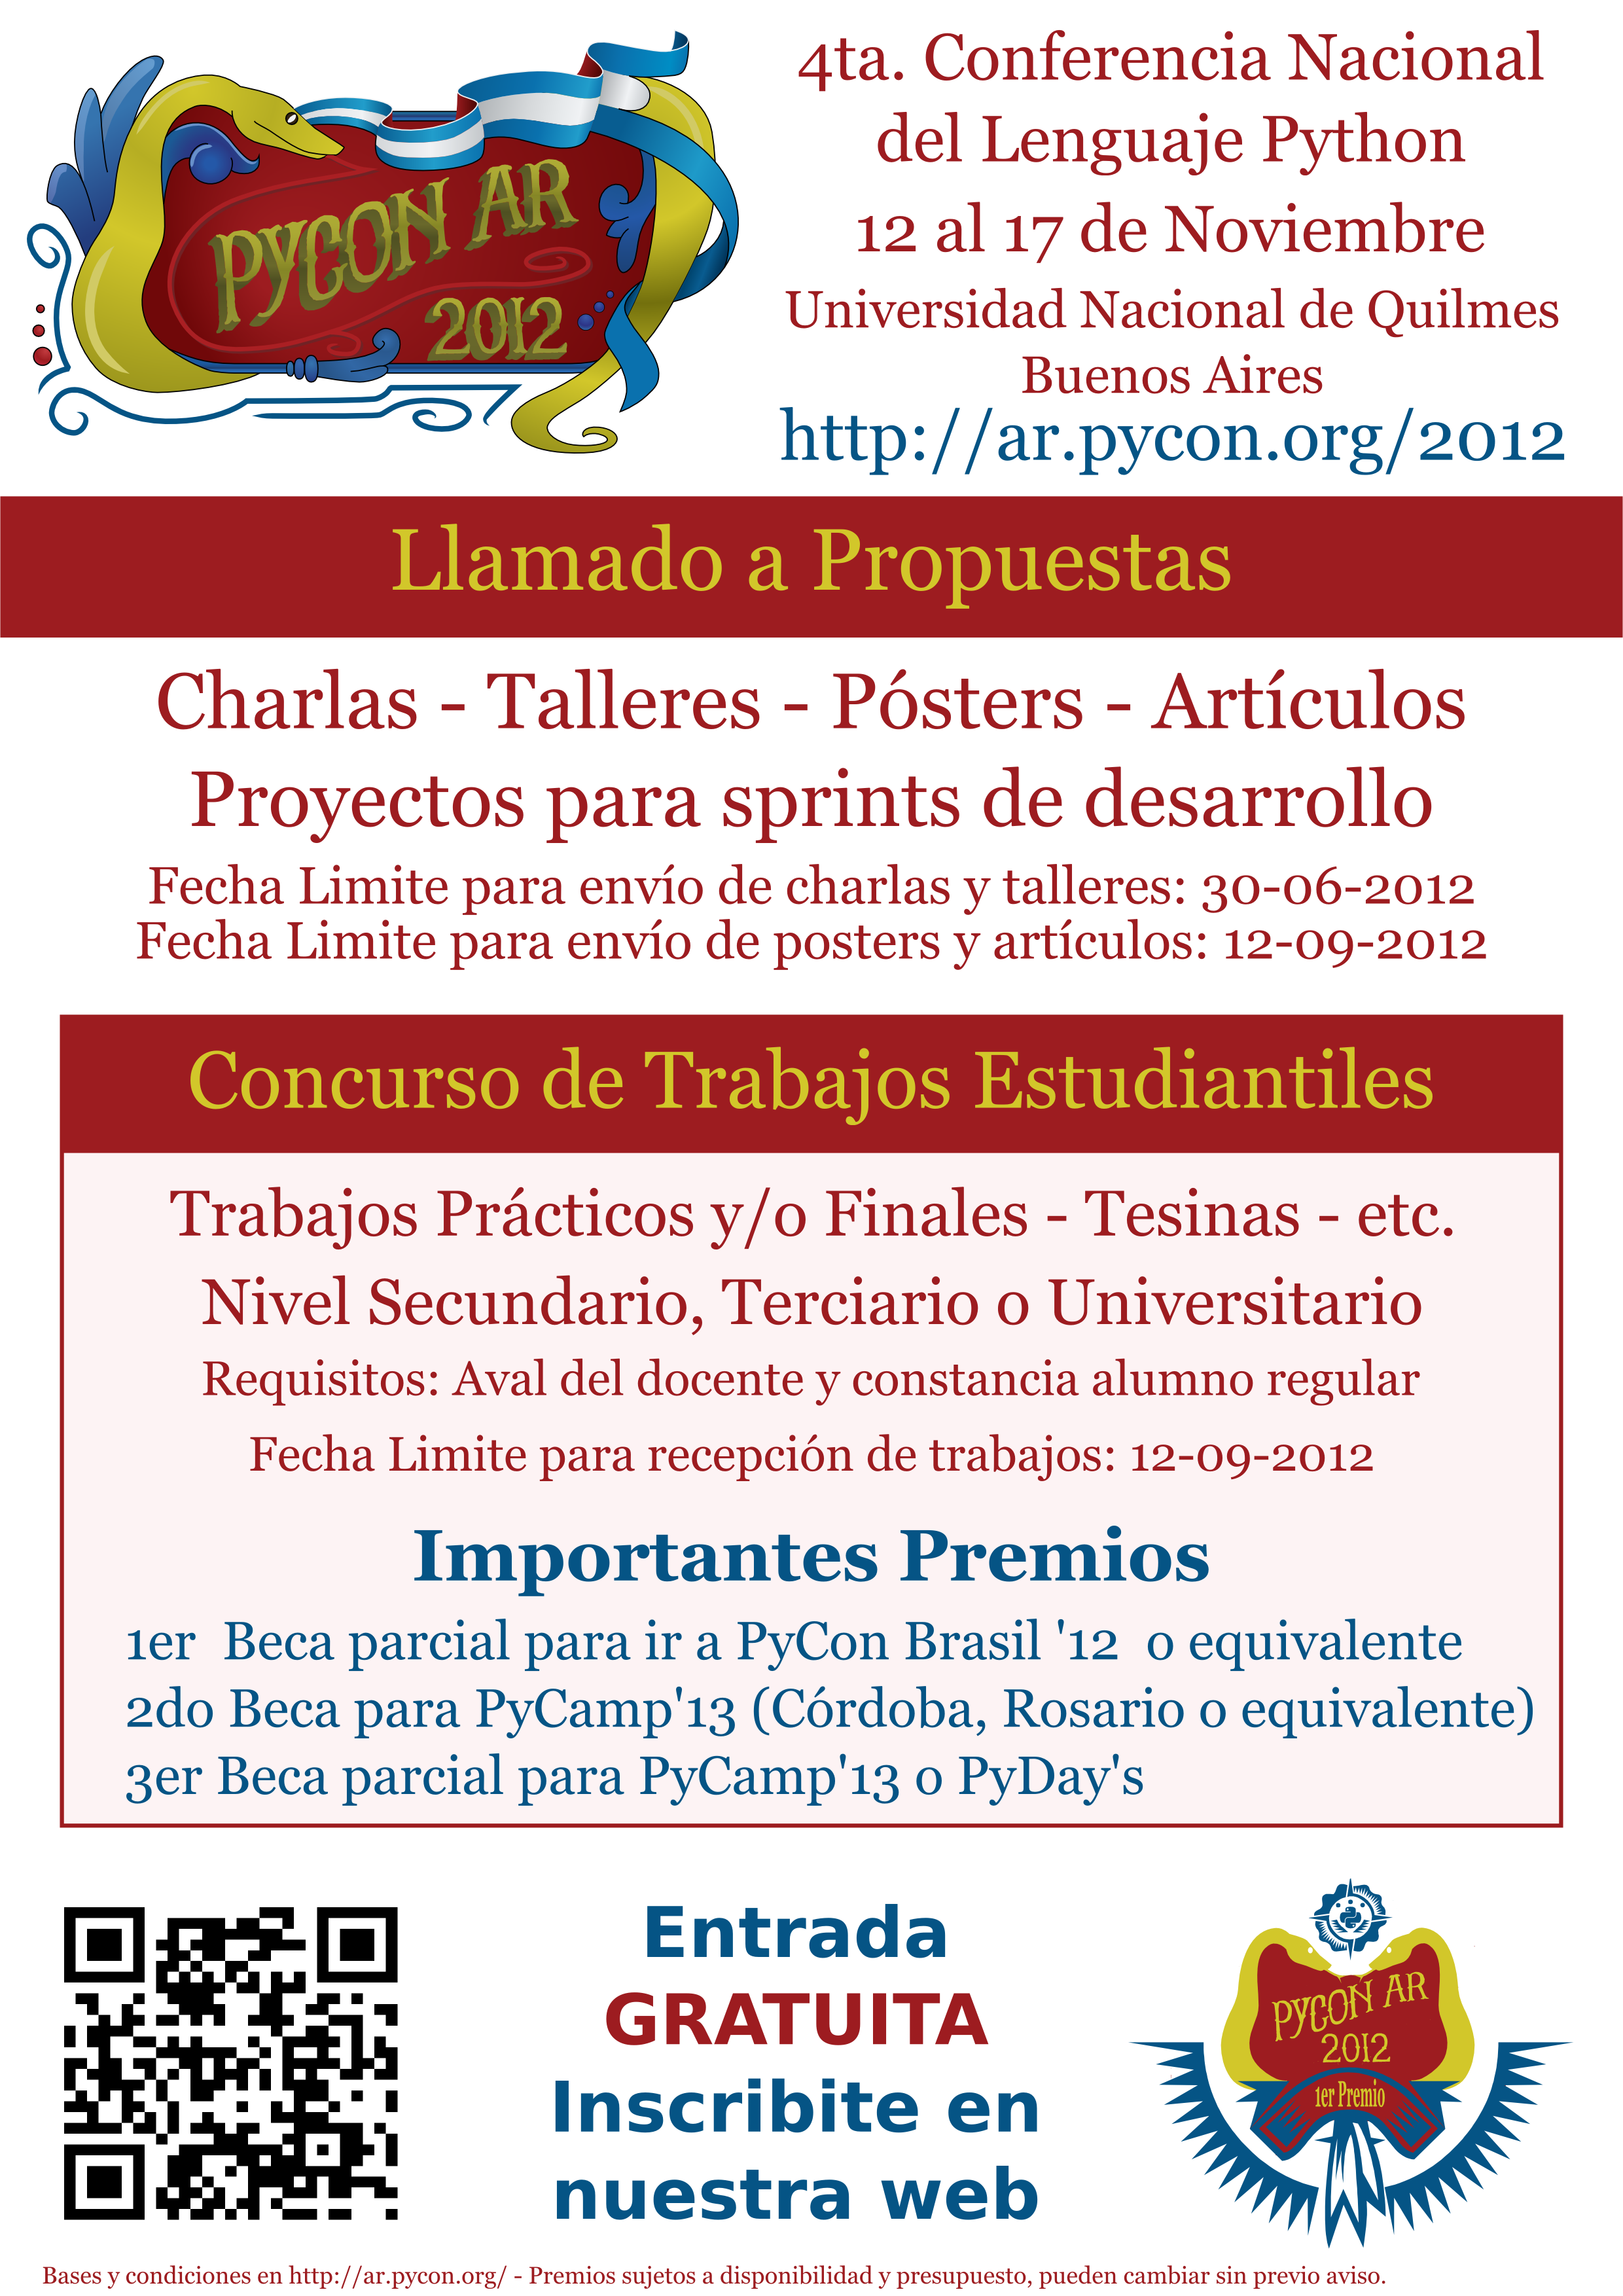 PYCON AR
2012
4ta. Conferencia Nacional
del Lenguaje Python
12 al 17 de Noviembre
Universidad Nacional de Quilmes
Buenos Aires
http://ar.pycon.org/2012
Llamado a Propuestas
Charlas - Talleres - Pósters - Artículos
Proyectos para sprints de desarrollo
Fecha Limite para envío de charlas y talleres: 30-06-2012
Fecha Limite para envío de posters y artículos: 12-09-2012
Concurso de Trabajos Estudiantiles
Trabajos Prácticos y/o Finales - Tesinas - etc.
Nivel Secundario, Terciario o Universitario
Requisitos: Aval del docente y constancia alumno regular
Fecha Limite para recepción de trabajos: 12-09-2012
Importantes Premios
1er Beca parcial para ir a PyCon Brasil '12 o equivalente
2do Beca para PyCamp'13 (Córdoba, Rosario o equivalente)
3er Beca parcial para PyCamp'13 o PyDay's
Entrada
GRATUITA
Inscribite en
nuestra web
PYCON AR
2012
1er Premio
Bases y condiciones en http://ar.pycon.org/ - Premios sujetos a disponibilidad y presupuesto, pueden cambiar sin previo aviso.